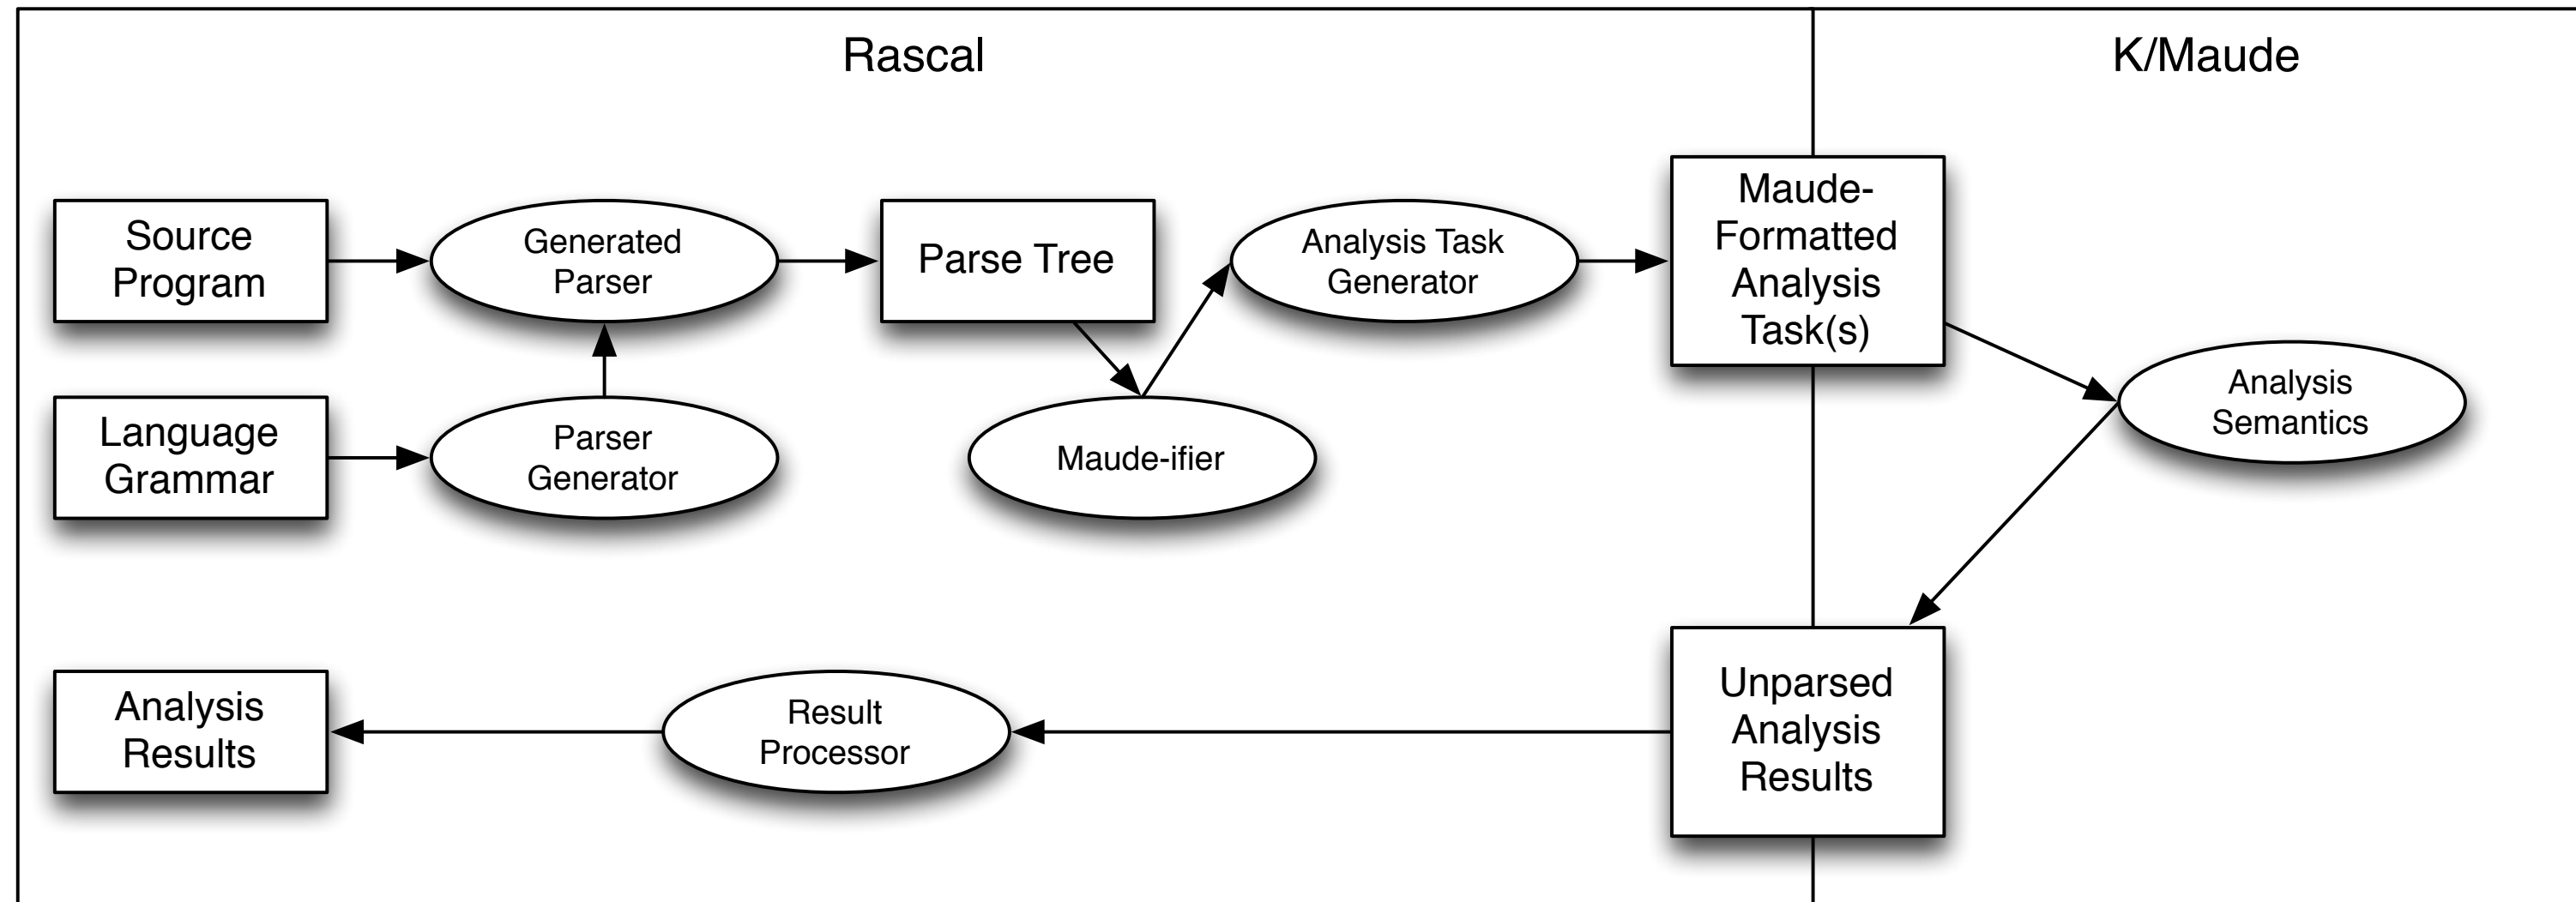 Rascal
K/Maude
Source
Program
Generated
Parser
Parse Tree
Analysis Task
Generator
Maude-
Formatted
Analysis
Task(s)
Language
Grammar
Parser
Generator
Maude-ifier
Analysis
Semantics
Analysis
Results
Result
Processor
Unparsed
Analysis
Results